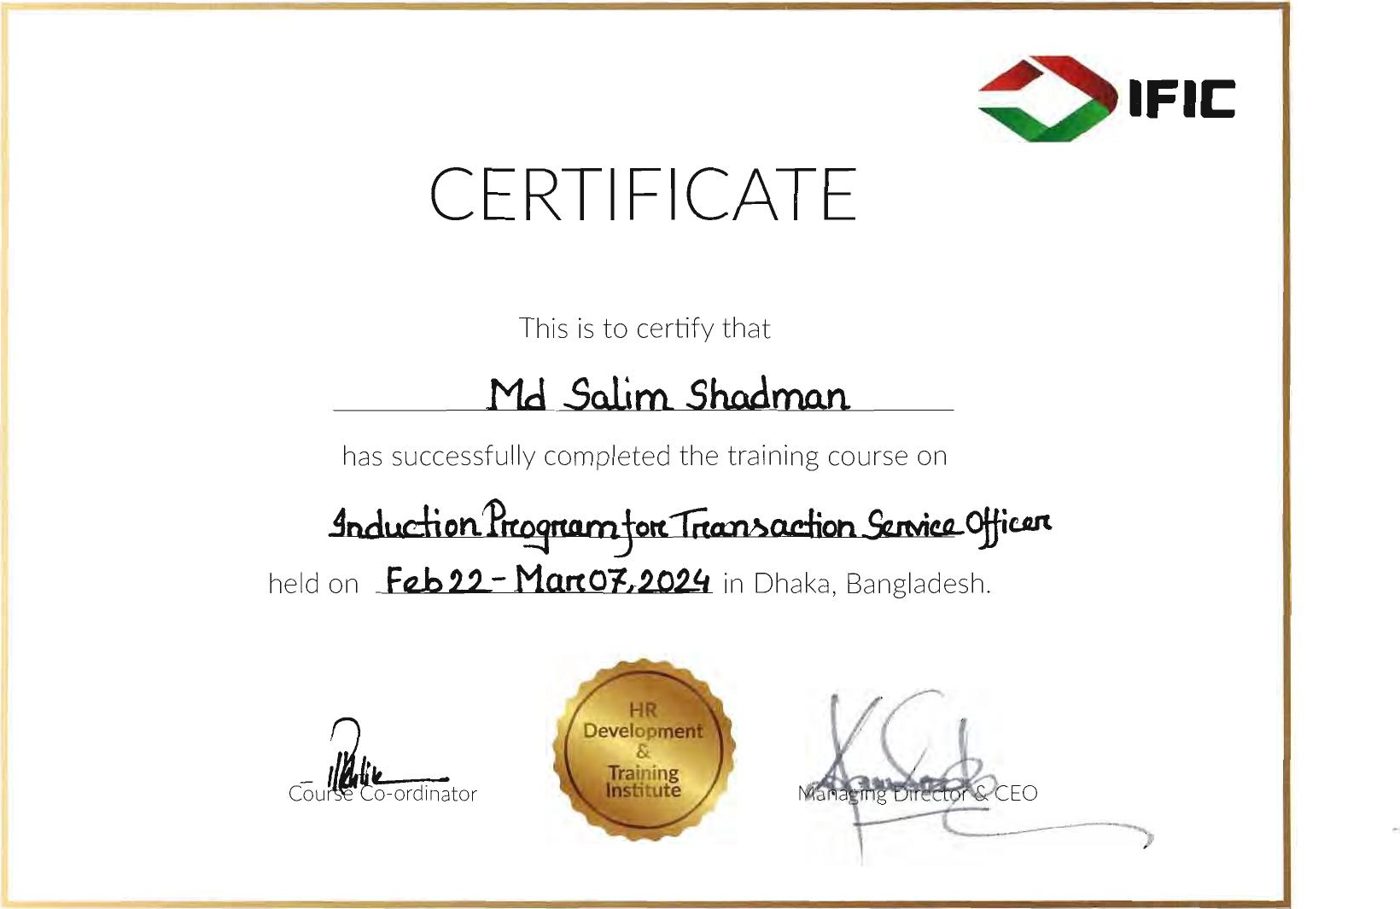 IFIC
CERTIFICATE
This is to certify that
Md Salim Shadman
has successfully completed the training course on
Induction Program for Transaction Service Officer
held on Feb 22 - Mar 07, 2024 in Dhaka, Bangladesh.
HR
Development
&
Training
Institute
Course Co-ordinator
Managing Director & CEO